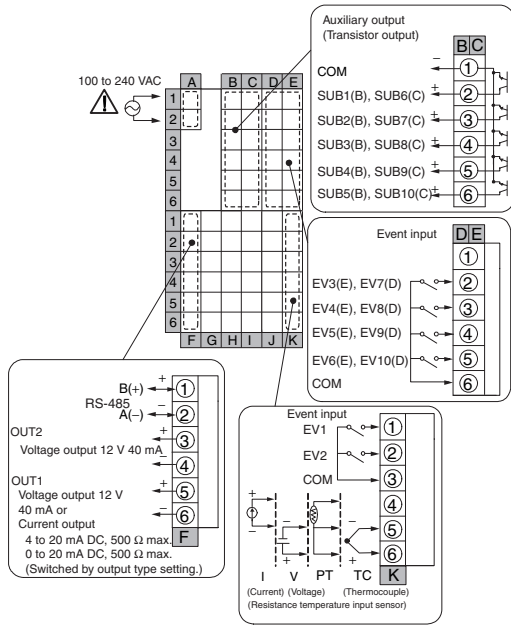 Auxiliary output
(Transistor output)
B C
COM
− 1
SUB1(B), SUB6(C) + 2
SUB2(B), SUB7(C) + 3
SUB3(B), SUB8(C) + 4
SUB4(B), SUB9(C) + 5
SUB5(B), SUB10(C) + 6
100 to 240 VAC
A B C D E
1
2
3
4
5
6
1
2
3
4
5
6
F G H I J K
Event input
D E
1
EV3(E), EV7(D) 2
EV4(E), EV8(D) 3
EV5(E), EV9(D) 4
EV6(E), EV10(D) 5
COM 6
B(+) + 1
RS-485
A(−) − 2
OUT2 + 3
Voltage output 12 V 40 mA
− 4
OUT1 + 5
Voltage output 12 V
40 mA or − 6
Current output
4 to 20 mA DC, 500 Ω max.
0 to 20 mA DC, 500 Ω max.
(Switched by output type setting.)
F
Event input
EV1 1
EV2 2
COM 3
4
5
6
+ − − + − +
I V PT TC K
(Current) (Voltage) (Thermocouple)
(Resistance temperature input sensor)